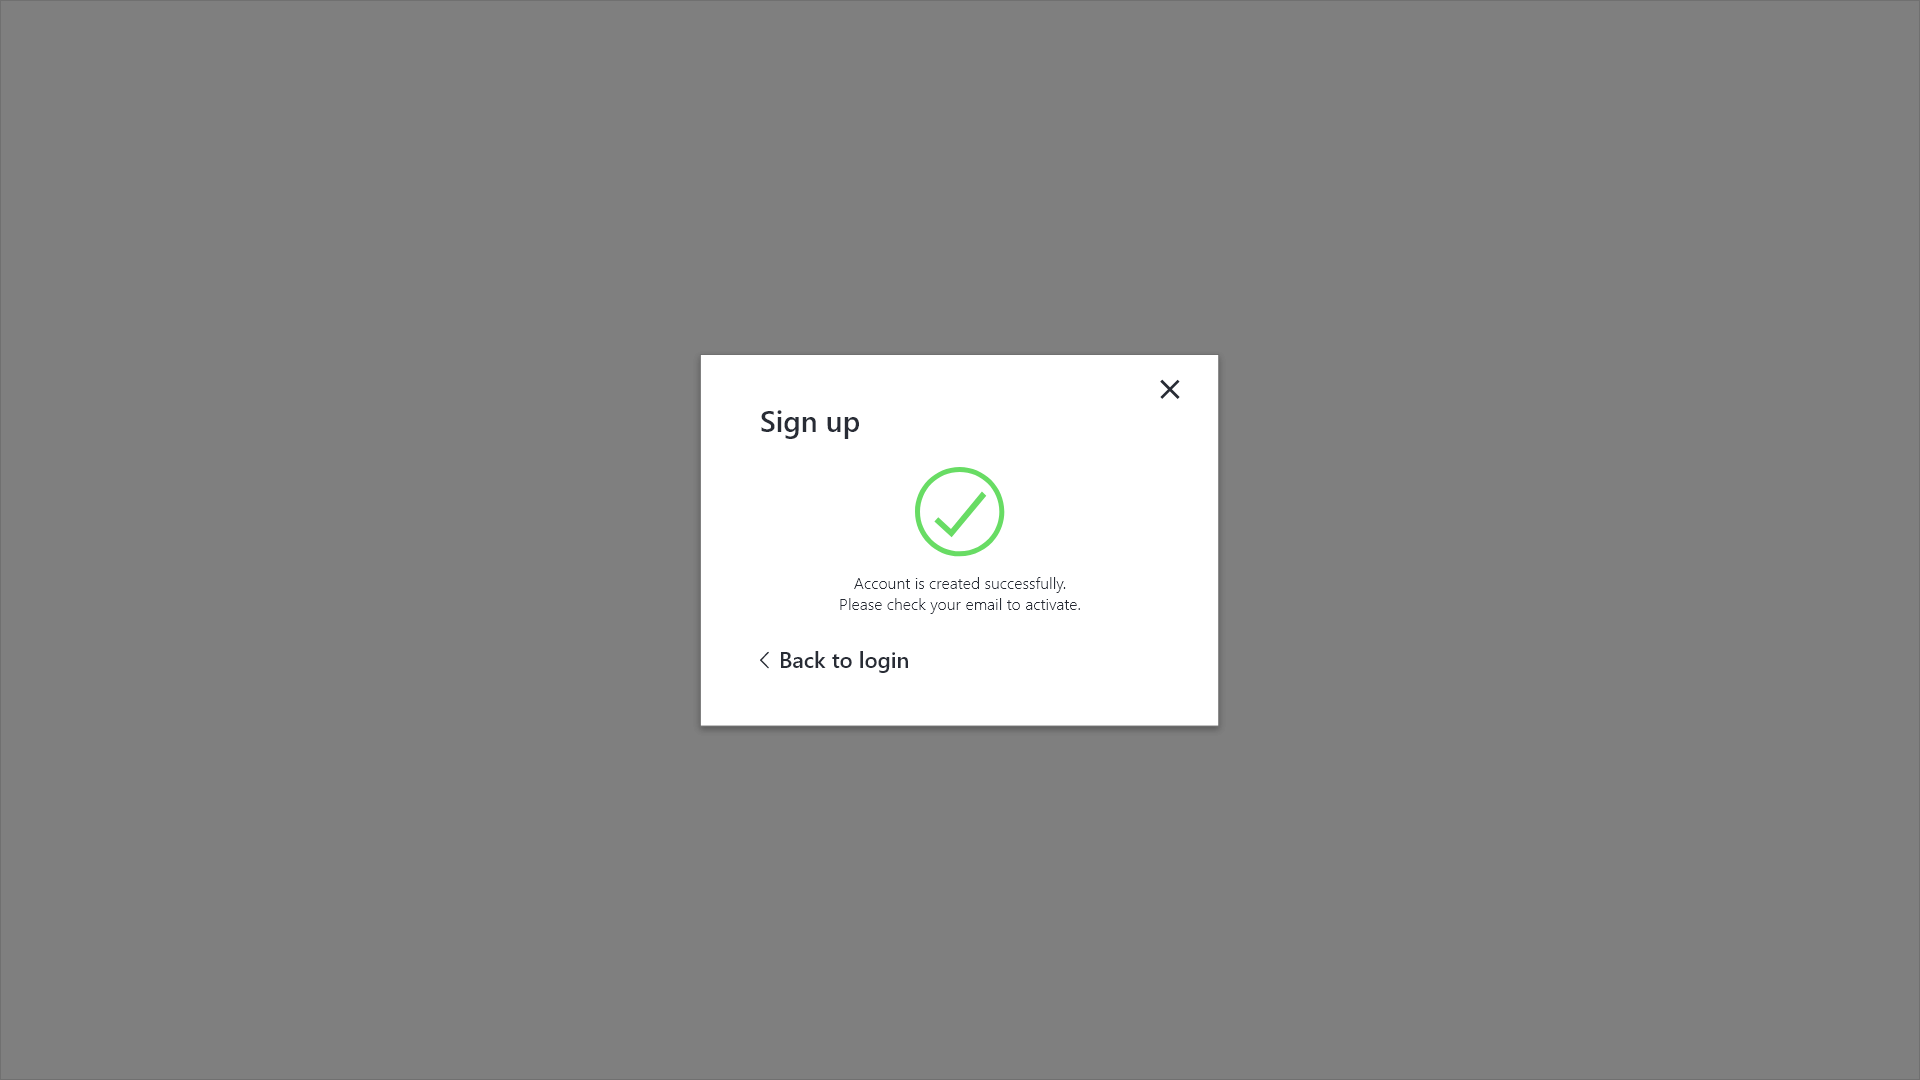 Sign up
Account is created successfully.
Please check your email to activate.
Back to login